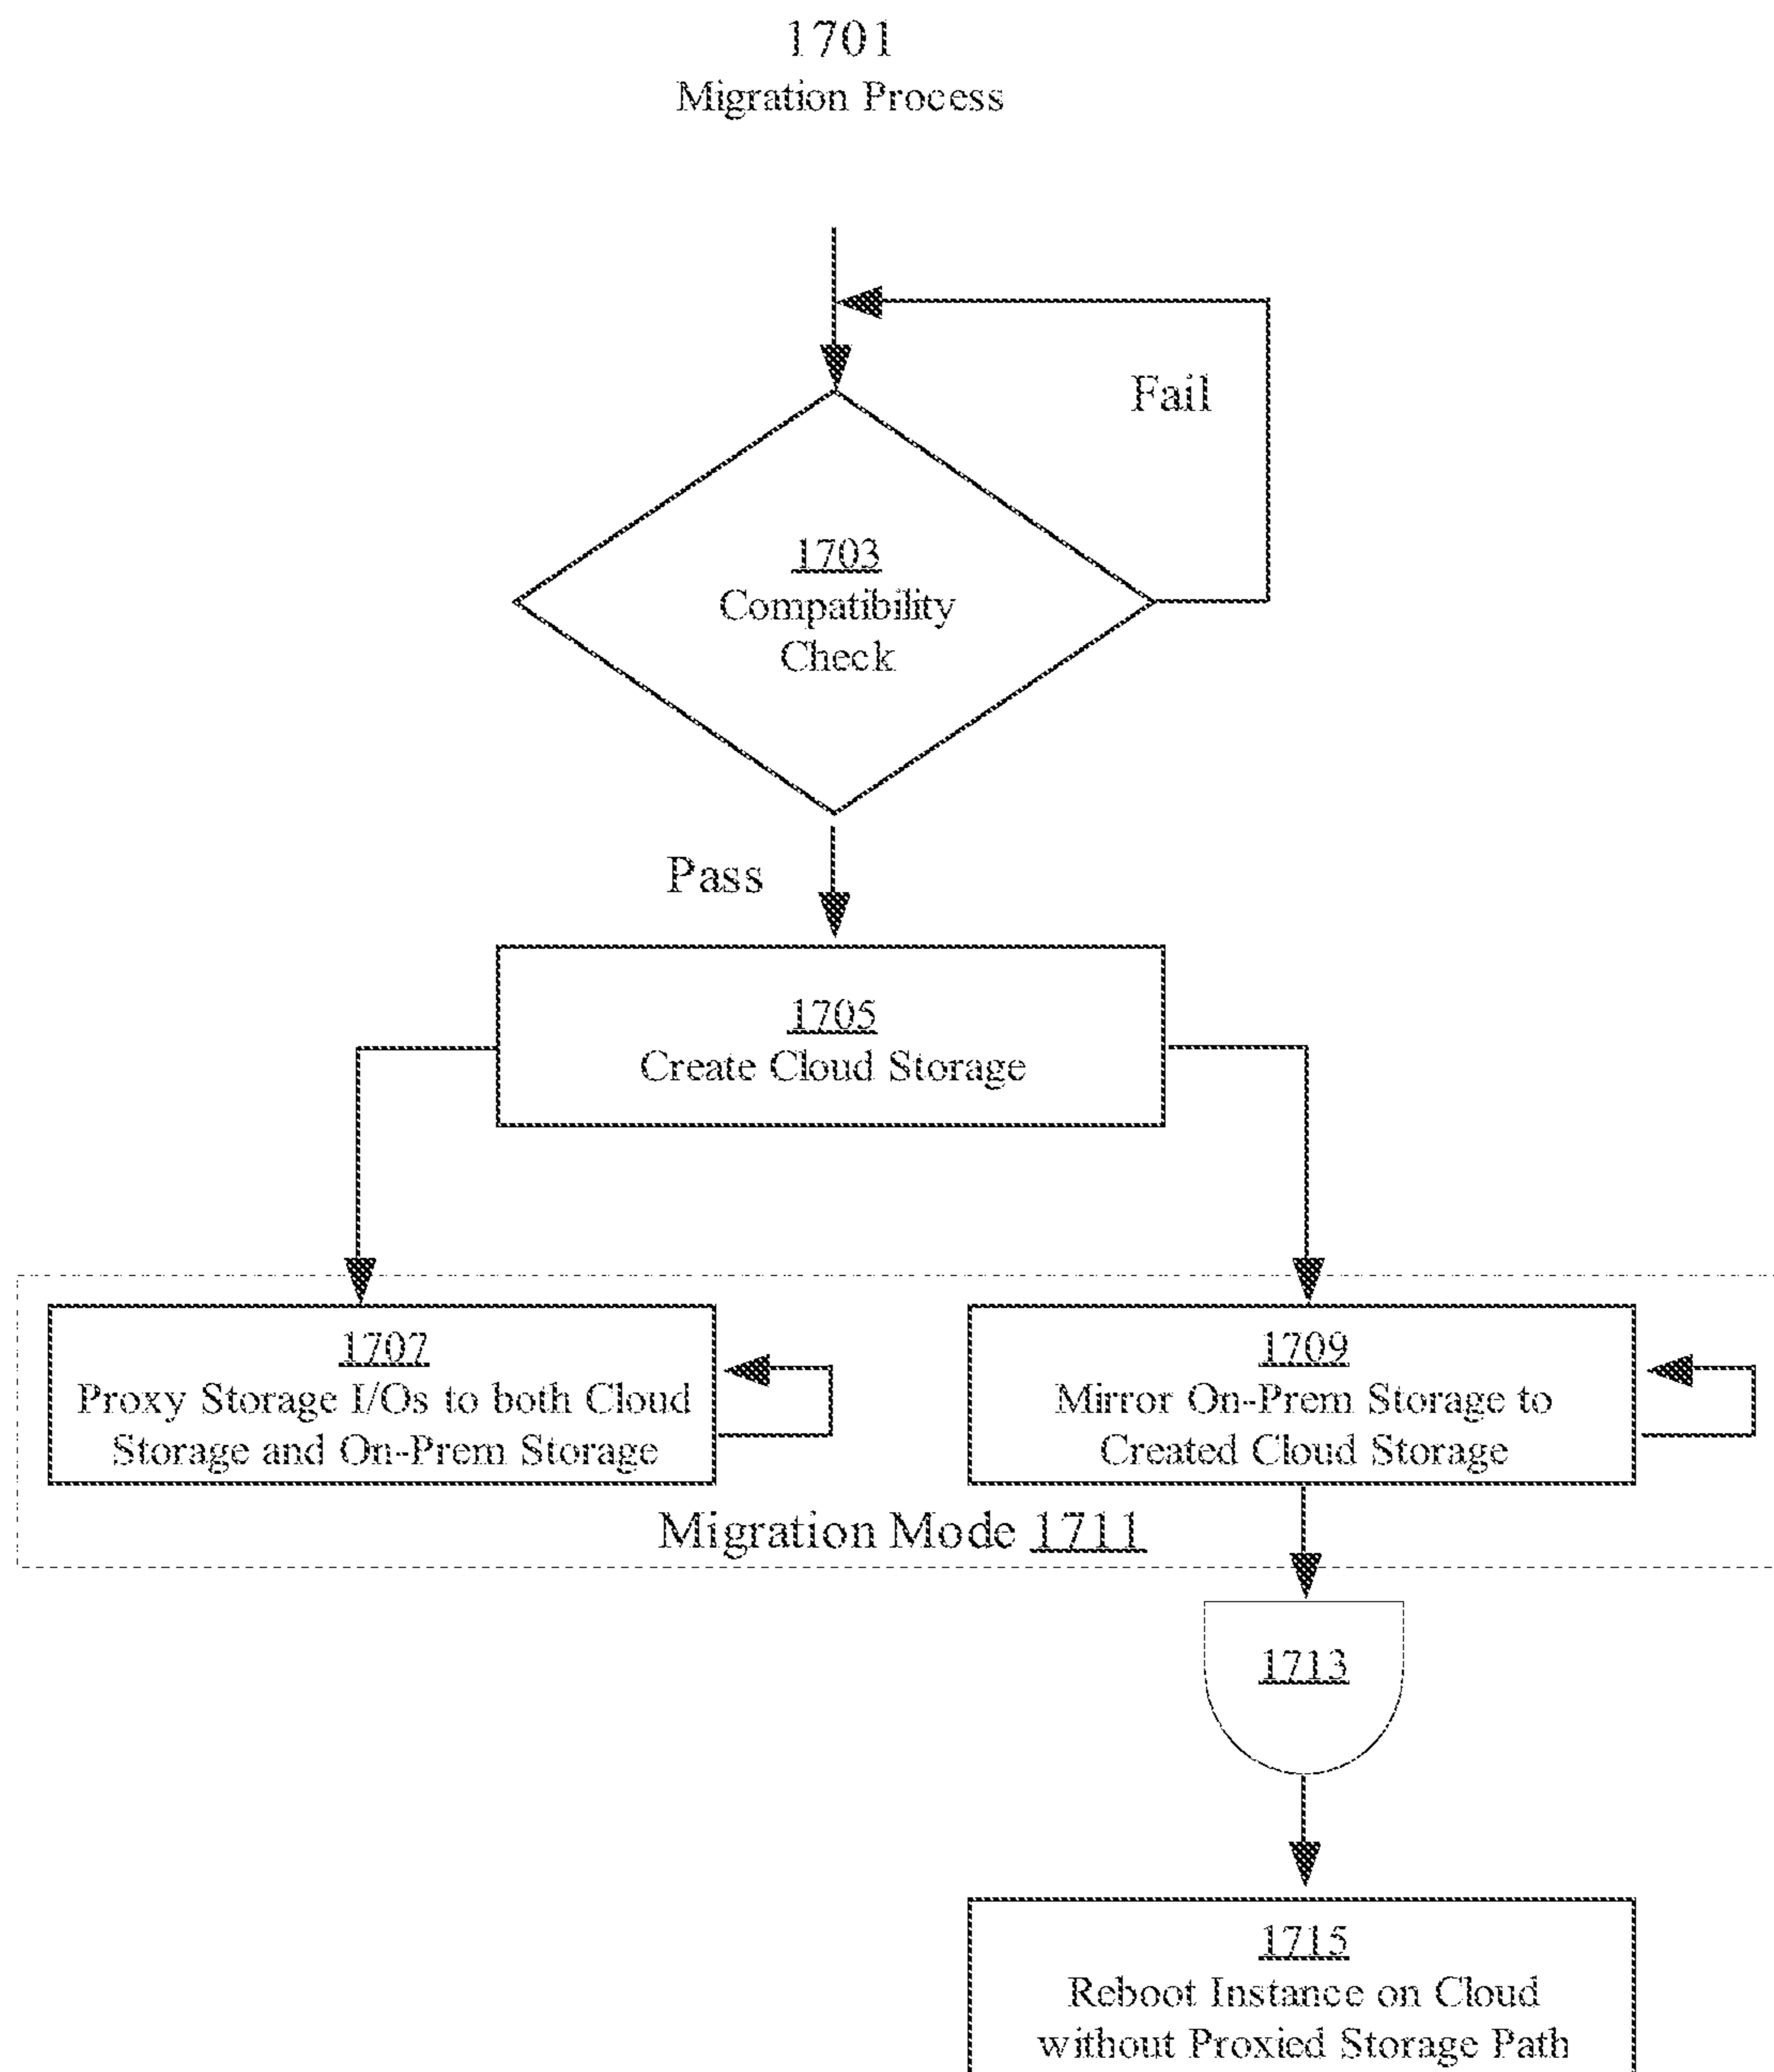 1701
Migration Process
Fail
1703
Compatibility
Check
Pass
1705
Create Cloud Storage
1707
Proxy Storage I/Os to both Cloud
Storage and On-Prem Storage
1709
Mirror On-Prem Storage to
Created Cloud Storage
Migration Mode 1711
1713
1715
Reboot Instance on Cloud
without Proxied Storage Path